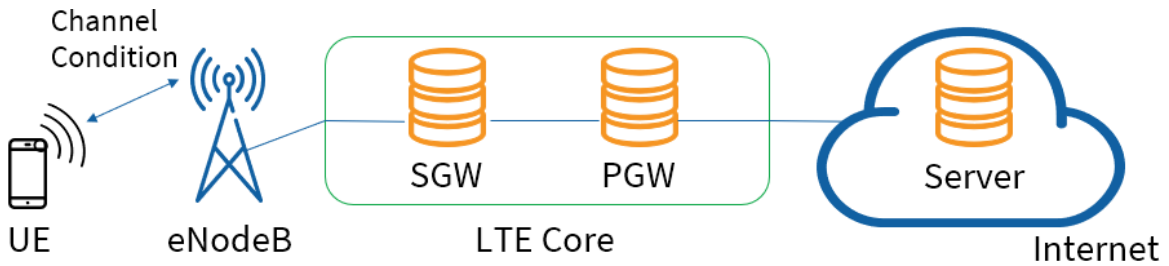 Channel
Condition
SGW
PGW
Server
UE
eNodeB
LTE Core
Internet